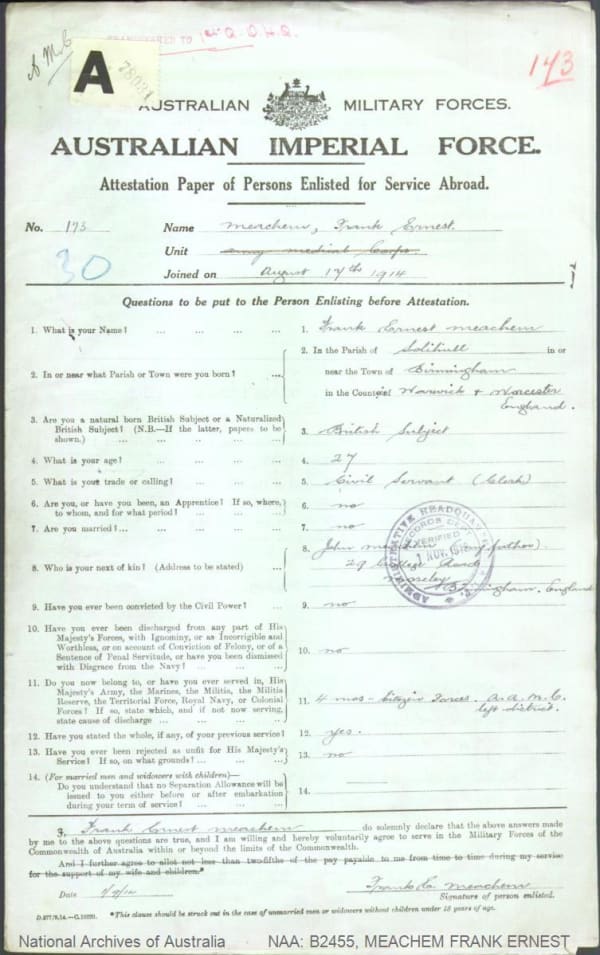 A.M.C
TRANSFERRED TO 1st Q.O.H.Q.
A
78031
173
AUSTRALIAN MILITARY FORCES.
AUSTRALIAN IMPERIAL FORCE.
Attestation Paper of Persons Enlisted for Service Abroad.
No. 173 Name Meachem, Frank Ernest.
Unit Army Medical Corps.
30
Joined on August 17th 1914
Questions to be put to the Person Enlisting before Attestation.
1. What is your Name? ... ... ... 1. Frank Ernest Meachem
2. In or near what Parish or Town were you born? ... 2. In the Parish of Solihull in or
near the Town of Birmingham
in the Counties of Warwick & Worcester
England.
3. Are you a natural born British Subject or a Naturalized
British Subject? (N.B.—If the latter, papers to be
shown.) ... ... ... ... 3. British Subject
4. What is your age? ... ... ... 4. 27
5. What is your trade or calling? ... ... ... 5. Civil Servant (Clerk)
6. Are you, or have you been, an Apprentice? If so, where,
to whom, and for what period? ... ... ... 6. no
7. Are you married? ... ... ... ... 7. no
8. Who is your next of kin? (Address to be stated) ... 8. John Meachem (my father)
29 Road
Moseley
Birmingham, England
ADMINISTRATIVE HEADQUARTERS
RECORDS DEPT
VERIFIED
1 NOV. 191
9. Have you ever been convicted by the Civil Power? ... 9. no
10. Have you ever been discharged from any part of His
Majesty's Forces, with Ignominy, or as Incorrigible and
Worthless, or on account of Conviction of Felony, or of a
Sentence of Penal Servitude, or have you been dismissed
with Disgrace from the Navy? ... ... ... 10. no
11. Do you now belong to, or have you ever served in, His
Majesty's Army, the Marines, the Militia, the Militia
Reserve, the Territorial Force, Royal Navy, or Colonial
Forces? If so, state which, and if not now serving,
state cause of discharge ... ... ... 11. 4 mos - Citizen Forces. A.A.M.C.
left district.
12. Have you stated the whole, if any, of your previous service? 12. yes.
13. Have you ever been rejected as unfit for His Majesty's
Service? If so, on what grounds? ... ... 13. no
14. (For married men and widowers with children)—
Do you understand that no Separation Allowance will be
issued to you either before or after embarkation
during your term of service? ... ... ... 14.
I, Frank Ernest Meachem do solemnly declare that the above answers made
by me to the above questions are true, and I am willing and hereby voluntarily agree to serve in the Military Forces of the
Commonwealth of Australia within or beyond the limits of the Commonwealth.
And I further agree to allot not less than two-fifths of the pay payable to me from time to time during my service
for the support of my wife and children.*
Date Frank E. Meachem
Signature of person enlisted.
*This clause should be struck out in the case of unmarried men or widowers without children under 18 years of age.
National Archives of Australia NAA: B2455, MEACHEM FRANK ERNEST